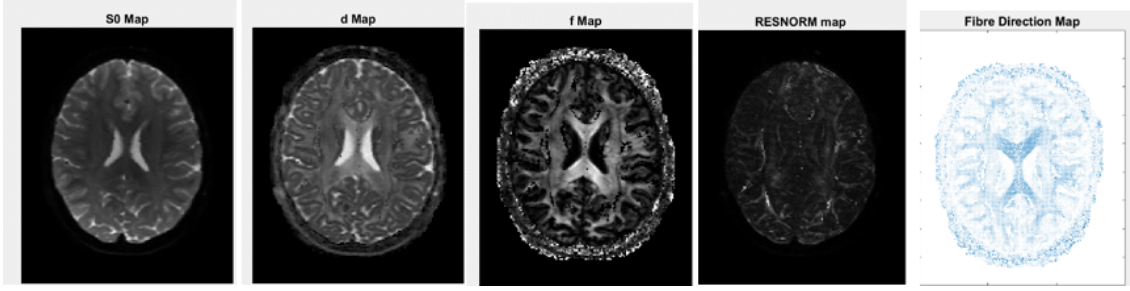 S0 Map
d Map
f Map
RESNORM map
Fibre Direction Map